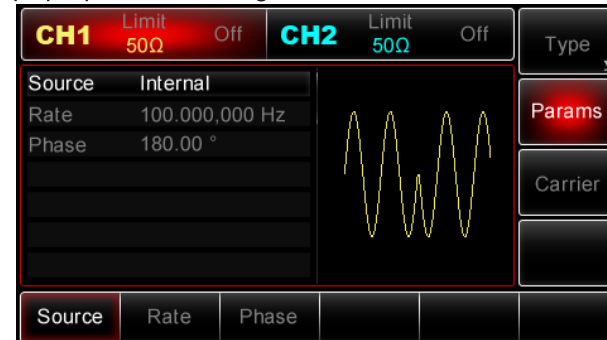 CH1 Limit 50Ω Off CH2 Limit 50Ω Off Type
Source Internal
Rate 100.000,000 Hz
Phase 180.00 °
Params
Carrier
Source Rate Phase